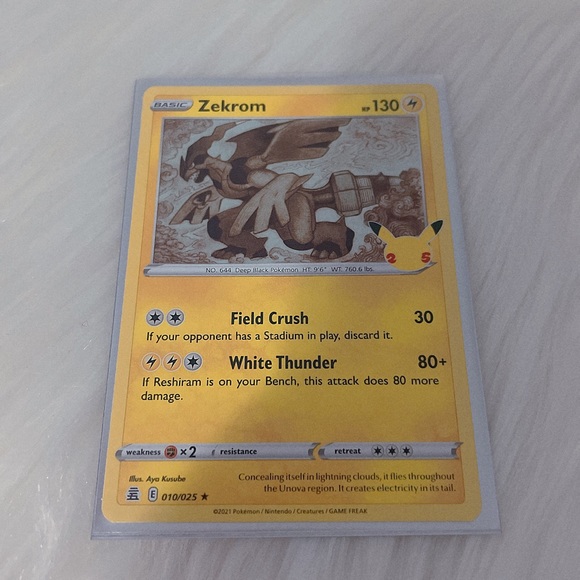 BASIC Zekrom HP 130
25
NO. 644 Deep Black Pokémon HT: 9'6" WT: 760.6 lbs.
Field Crush 30
If your opponent has a Stadium in play, discard it.
White Thunder 80+
If Reshiram is on your Bench, this attack does 80 more
damage.
weakness ×2 resistance retreat
Illus. Ayo Kusube
Concealing itself in lightning clouds, it flies throughout
the Unova region. It creates electricity in its tail.
E 010/025 ★
©2021 Pokémon / Nintendo / Creatures / GAME FREAK